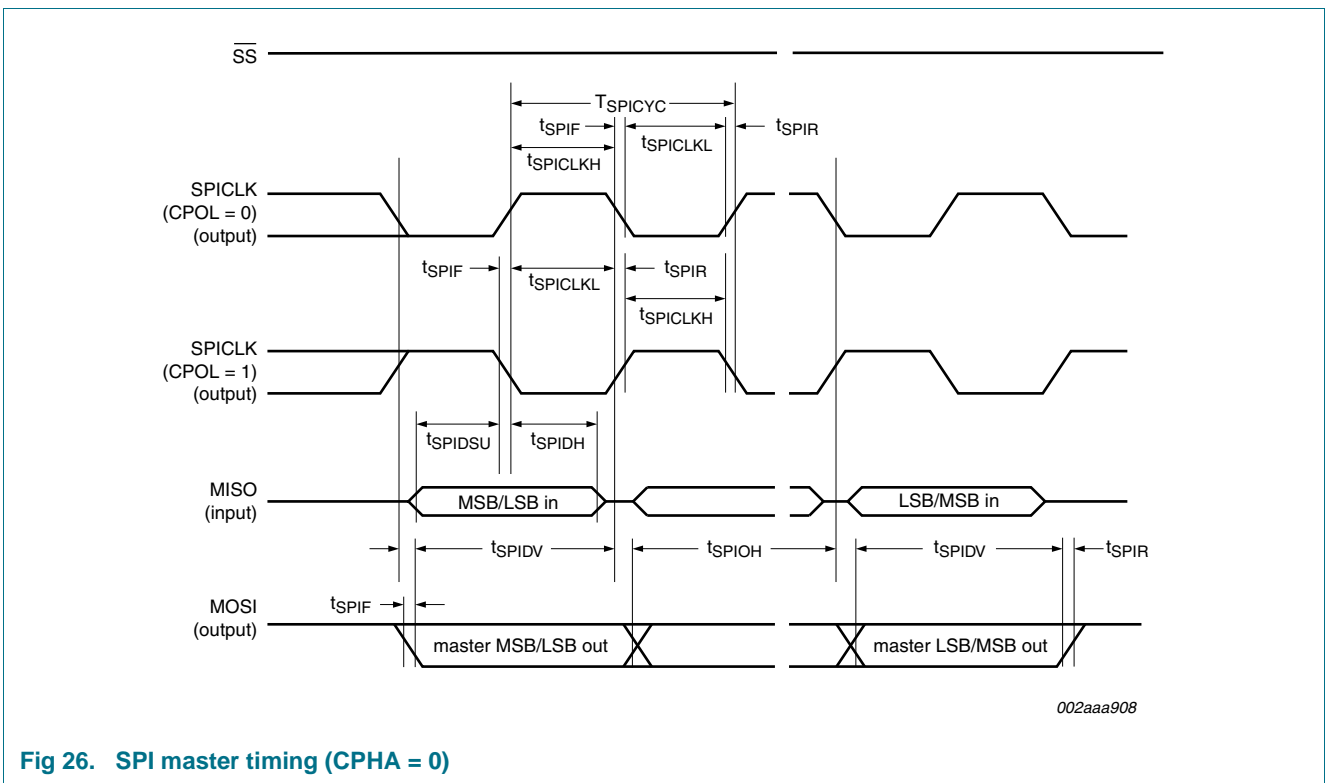 SS
TSPICYC
tSPIF
tSPICLKL
tSPIR
tSPICLKH
SPICLK
(CPOL = 0)
(output)
tSPIF
tSPICLKL
tSPIR
tSPICLKH
SPICLK
(CPOL = 1)
(output)
tSPIDSU
tSPIDH
MISO
(input)
MSB/LSB in
LSB/MSB in
tSPIDV
tSPIOH
tSPIDV
tSPIR
tSPIF
MOSI
(output)
master MSB/LSB out
master LSB/MSB out
002aaa908
Fig 26. SPI master timing (CPHA = 0)